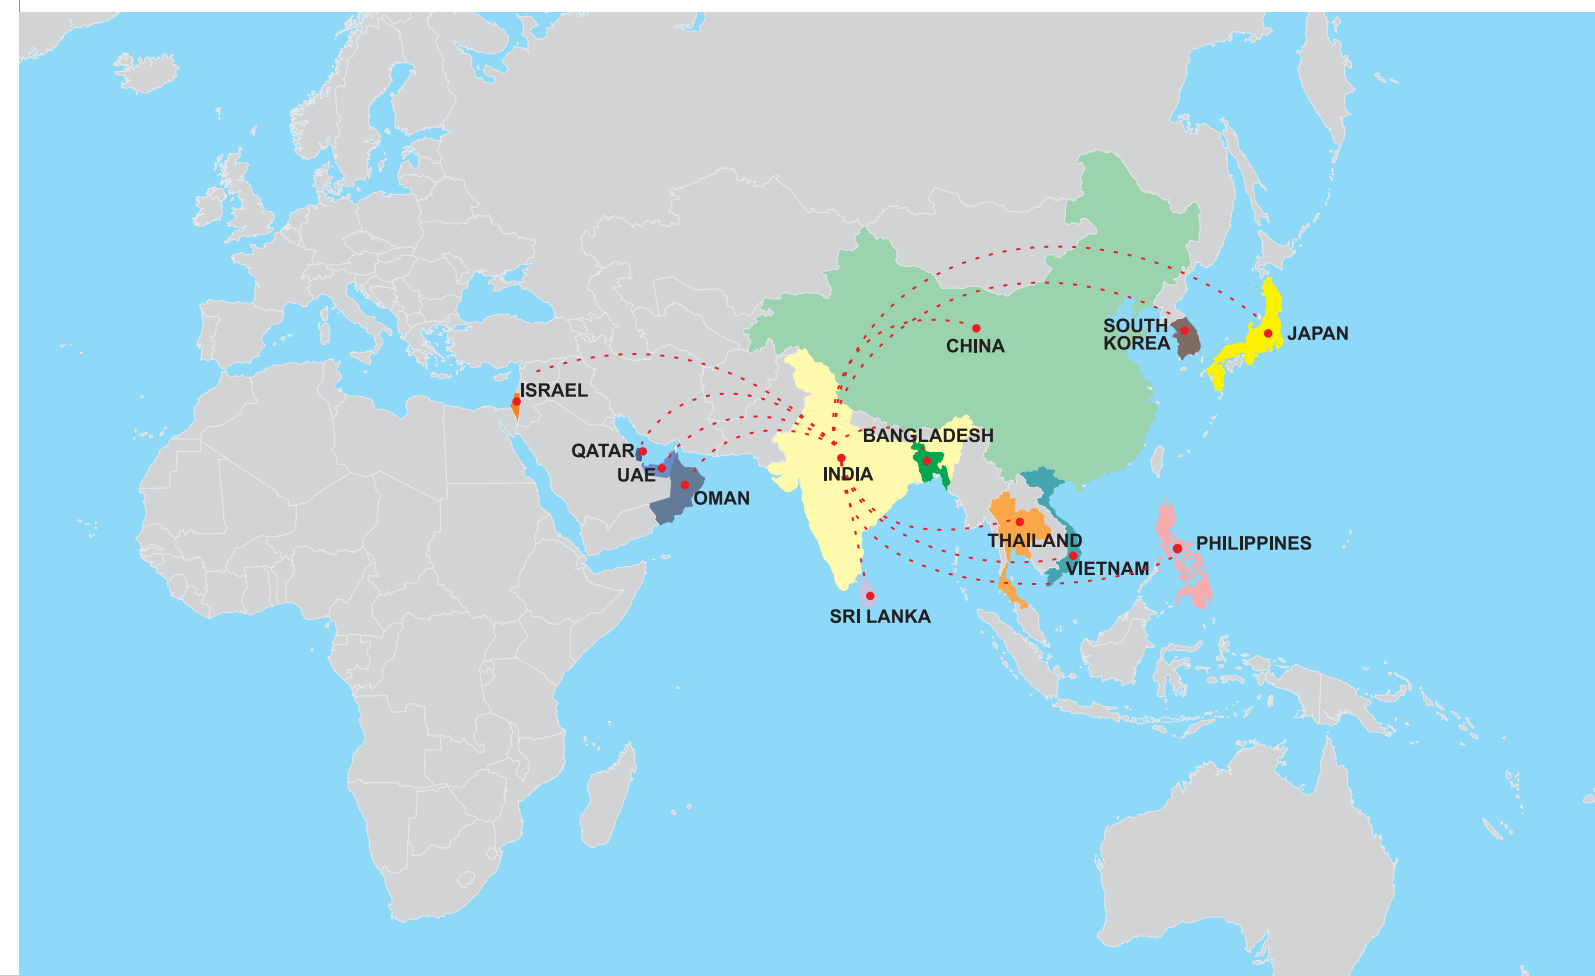 SOUTH
KOREA
JAPAN
CHINA
ISRAEL
BANGLADESH
QATAR
UAE
INDIA
OMAN
THAILAND
PHILIPPINES
VIETNAM
SRI LANKA